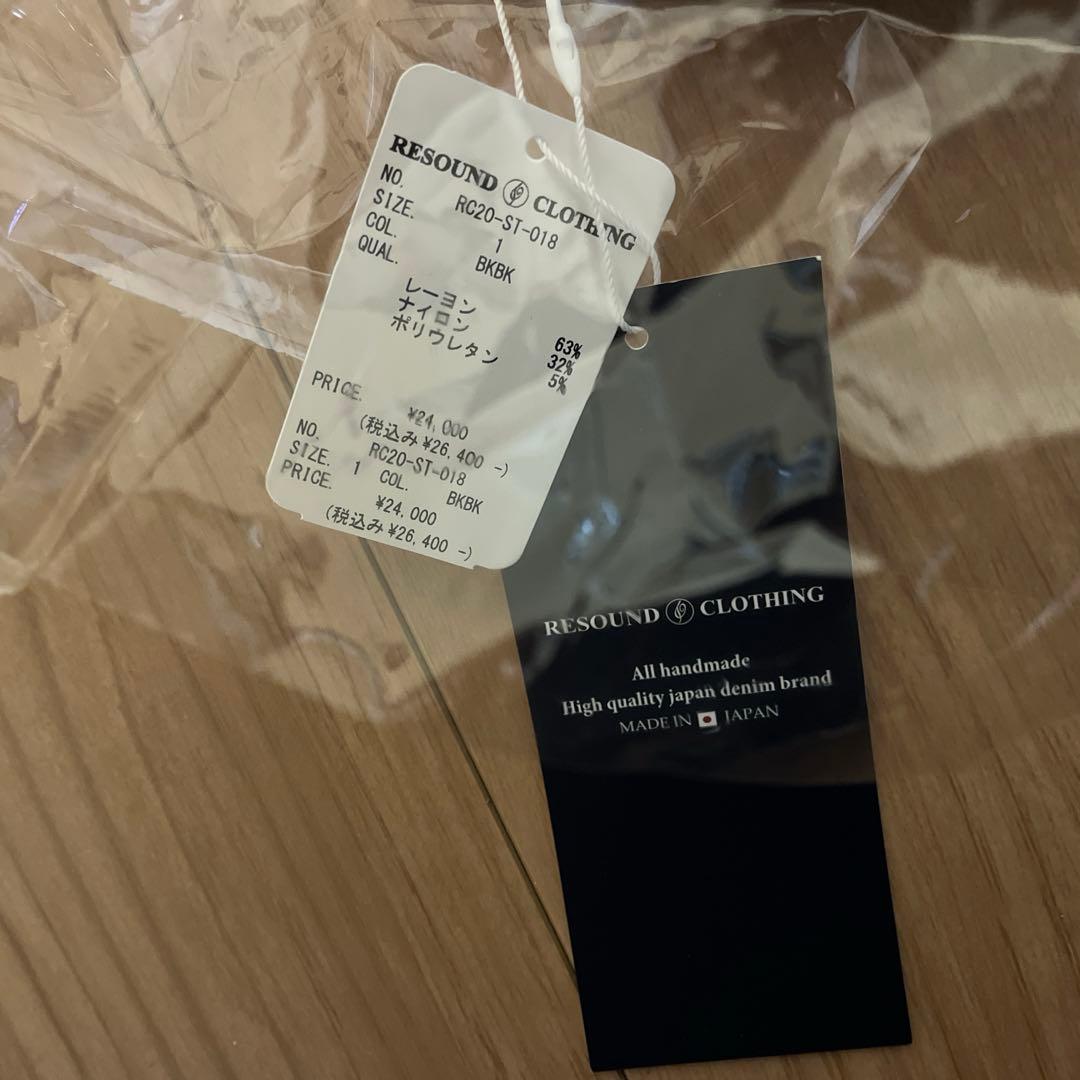 RESOUND CLOTHING
NO. RC20-ST-018
SIZE. 1
COL. BKBK
QUAL.
レーヨン 63%
ナイロン 32%
ポリウレタン 5%
PRICE. ¥24,000
(税込み¥26,400 -)
NO. RC20-ST-018
SIZE. 1 COL. BKBK
PRICE. ¥24,000
(税込み¥26,400 -)
RESOUND CLOTHING
All handmade
High quality japan denim brand
MADE IN JAPAN